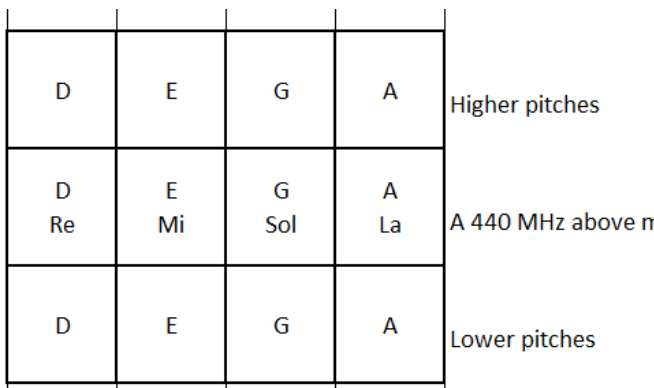 D E G A
Higher pitches
D E G A
Re Mi Sol La
A 440 MHz above
D E G A
Lower pitches